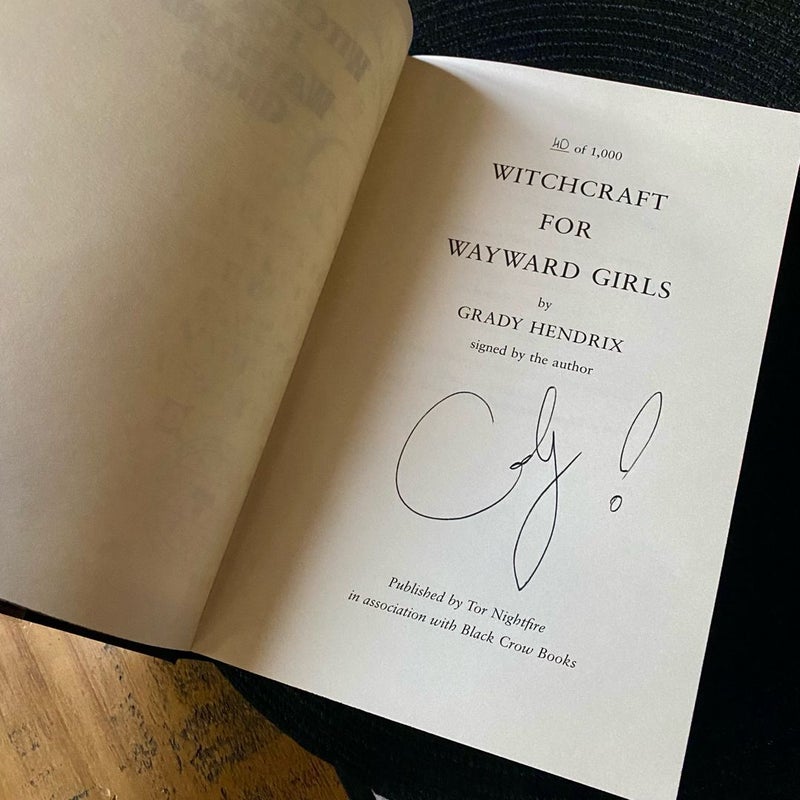 40 of 1,000
WITCHCRAFT
FOR
WAYWARD GIRLS
by
GRADY HENDRIX
signed by the author
Published by Tor Nightfire
in association with Black Crow Books